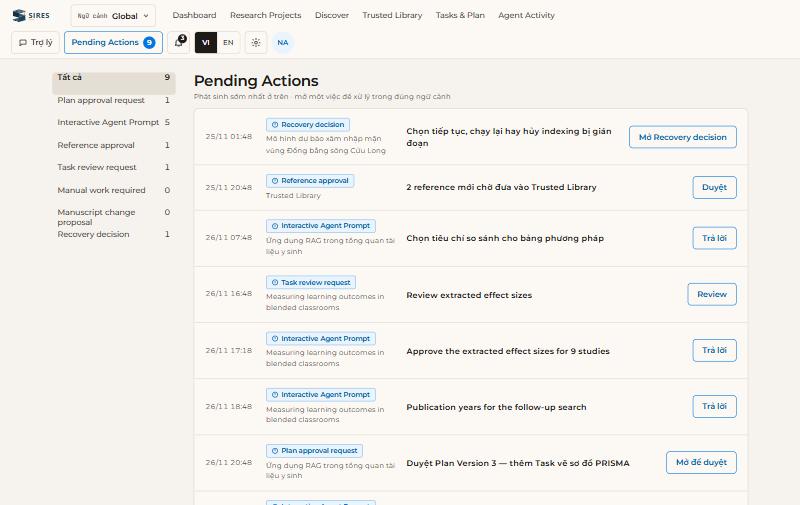 SIRES
Ngữ cảnh Global
Dashboard
Research Projects
Discover
Trusted Library
Tasks & Plan
Agent Activity
Trợ lý
Pending Actions 9
VI
EN
NA
Tất cả 9
Plan approval request 1
Interactive Agent Prompt 5
Reference approval 1
Task review request 1
Manual work required 0
Manuscript change 0
proposal
Recovery decision 1
Pending Actions
Phát sinh sớm nhất ở trên · mở một việc để xử lý trong đúng ngữ cảnh
25/11 01:48
Recovery decision
Mô hình dự báo xâm nhập mặn
vùng Đồng bằng sông Cửu Long
Chọn tiếp tục, chạy lại hay hủy indexing bị gián
đoạn
Mở Recovery decision
25/11 20:48
Reference approval
Trusted Library
2 reference mới chờ đưa vào Trusted Library
Duyệt
26/11 07:48
Interactive Agent Prompt
Ứng dụng RAG trong tổng quan tài
liệu y sinh
Chọn tiêu chí so sánh cho bảng phương pháp
Trả lời
26/11 16:48
Task review request
Measuring learning outcomes in
blended classrooms
Review extracted effect sizes
Review
26/11 17:18
Interactive Agent Prompt
Measuring learning outcomes in
blended classrooms
Approve the extracted effect sizes for 9 studies
Trả lời
26/11 18:48
Interactive Agent Prompt
Measuring learning outcomes in
blended classrooms
Publication years for the follow-up search
Trả lời
26/11 20:48
Plan approval request
Ứng dụng RAG trong tổng quan tài
liệu y sinh
Duyệt Plan Version 3 — thêm Task vẽ sơ đồ PRISMA
Mở để duyệt